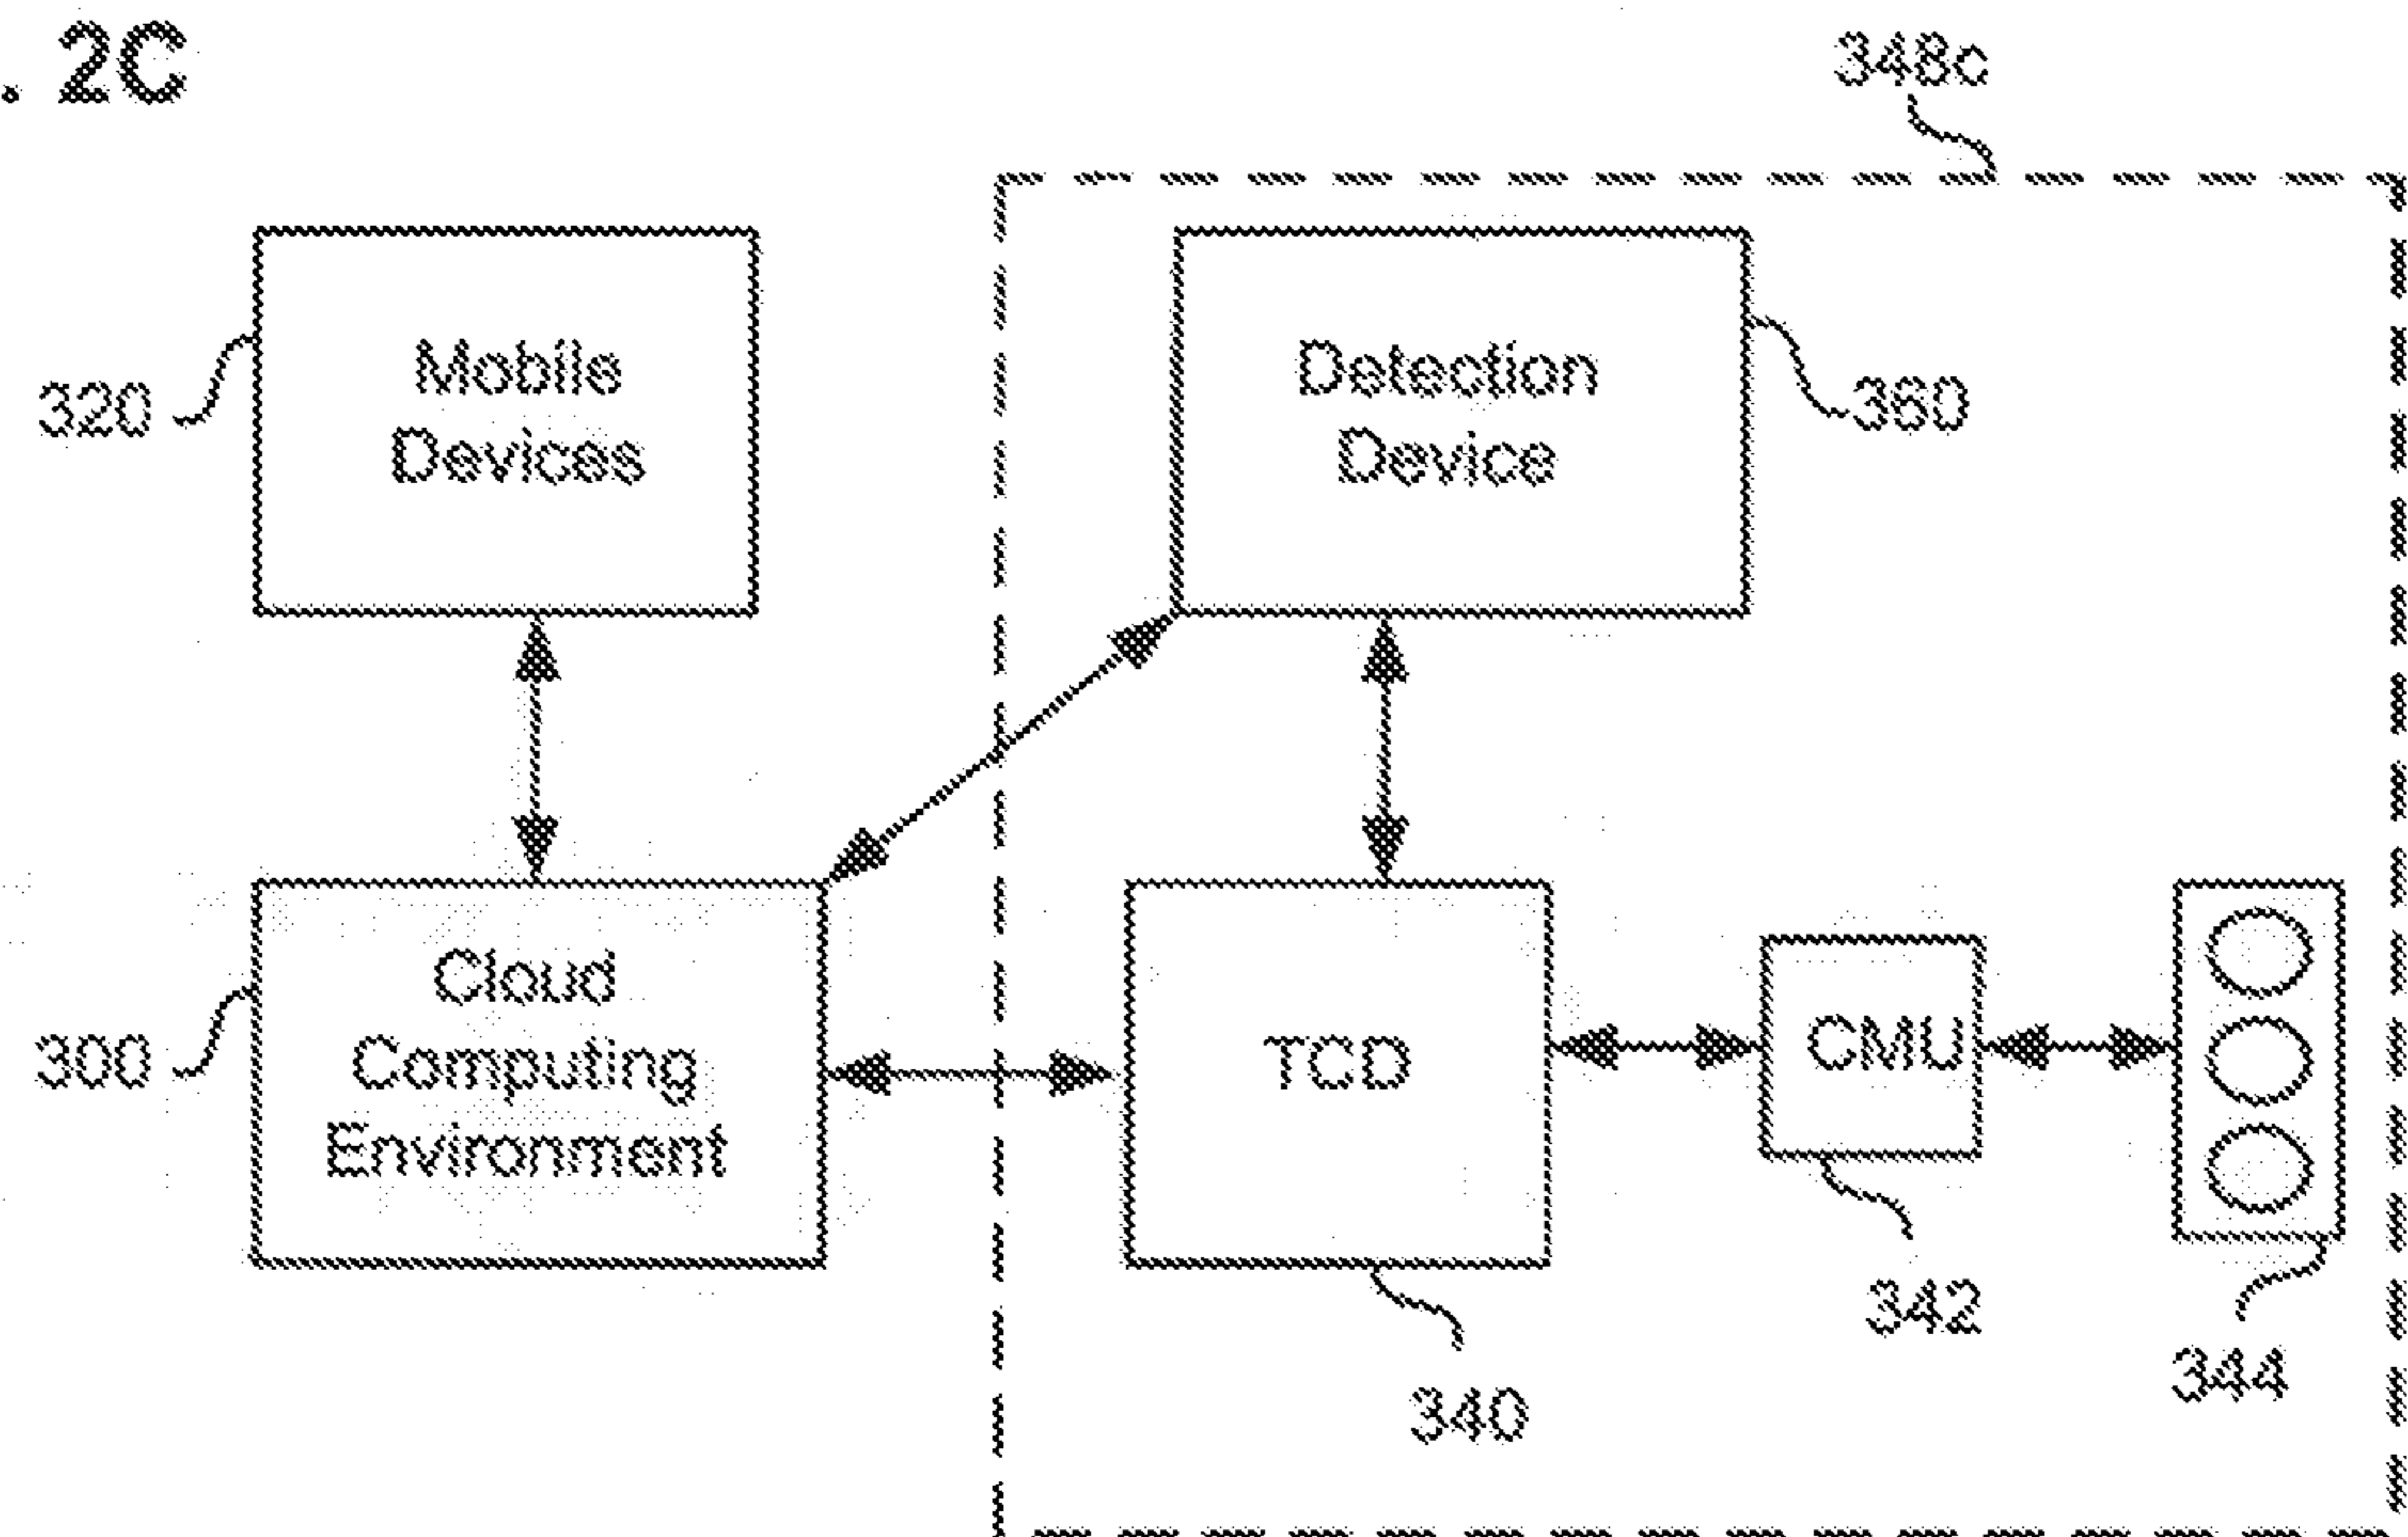 . 2C
348c
Mobile
Devices
320
Detection
Device
360
Cloud
Computing
Environment
300
TCD
CMU
342
344
340